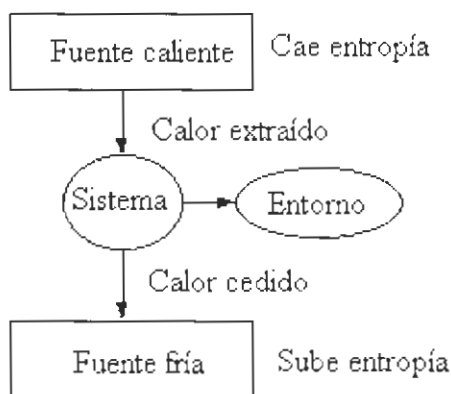 Fuente caliente
Cae entropía
Calor extraído
Sistema
Entorno
Calor cedido
Fuente fría
Sube entropía